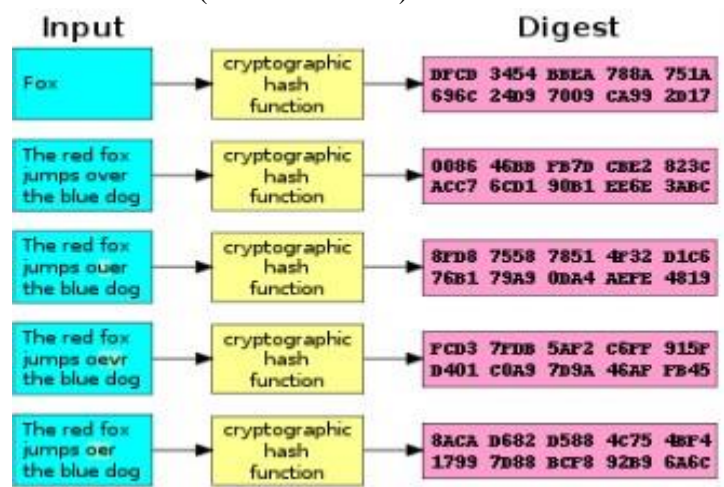 Input
Digest
Fox
cryptographic
hash
function
DFCD 3454 BBEA 788A 751A
696C 24D9 7009 CA99 2D17
The red fox
jumps over
the blue dog
cryptographic
hash
function
0086 46BB FB7D CBE2 823C
ACC7 6CD1 90B1 EE6E 3ABC
The red fox
jumps ouer
the blue dog
cryptographic
hash
function
8FD8 7558 7851 4F32 D1C6
76B1 79A9 0DA4 AEFE 4819
The red fox
jumps oevr
the blue dog
cryptographic
hash
function
FCD3 7FDB 5AF2 C6FF 915F
D401 C0A9 7D9A 46AF FB45
The red fox
jumps oer
the blue dog
cryptographic
hash
function
8ACA D682 D588 4C75 4BF4
1799 7D88 BCF8 92B9 6A6C